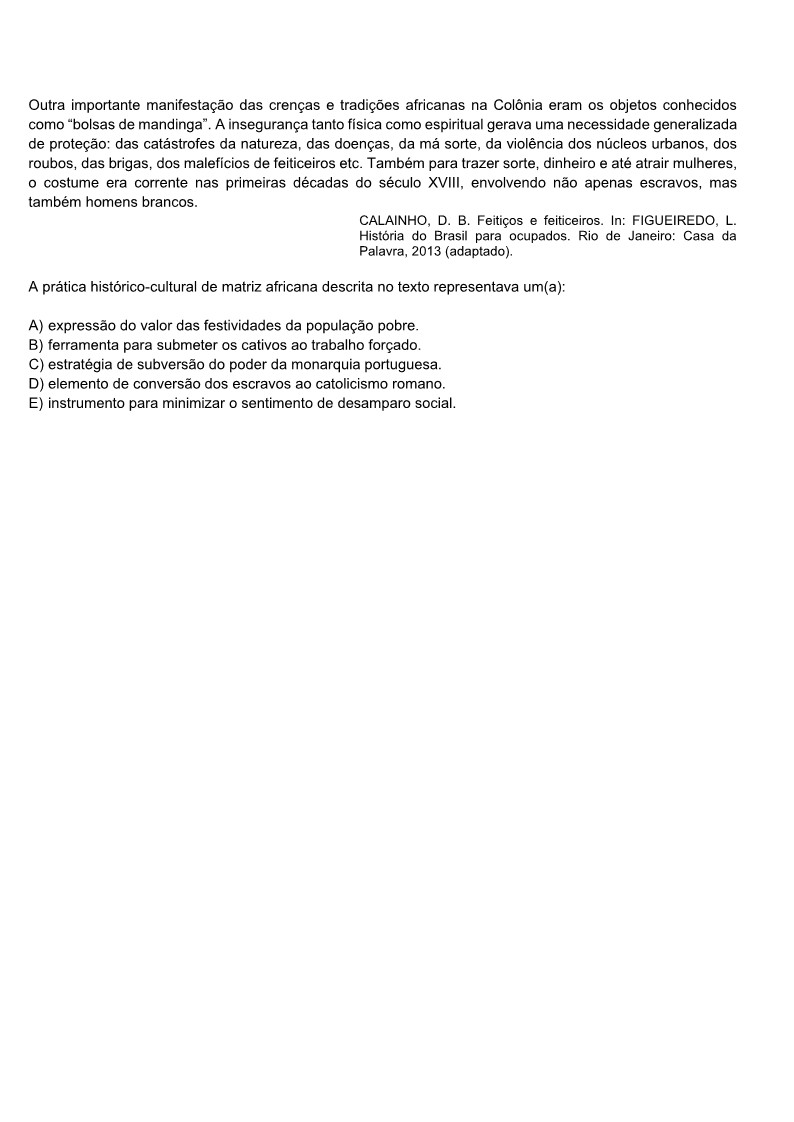 Outra importante manifestação das crenças e tradições africanas na Colônia eram os objetos conhecidos
como “bolsas de mandinga”. A insegurança tanto física como espiritual gerava uma necessidade generalizada
de proteção: das catástrofes da natureza, das doenças, da má sorte, da violência dos núcleos urbanos, dos
roubos, das brigas, dos malefícios de feiticeiros etc. Também para trazer sorte, dinheiro e até atrair mulheres,
o costume era corrente nas primeiras décadas do século XVIII, envolvendo não apenas escravos, mas
também homens brancos.
CALAINHO, D. B. Feitiços e feiticeiros. In: FIGUEIREDO, L.
História do Brasil para ocupados. Rio de Janeiro: Casa da
Palavra, 2013 (adaptado).
A prática histórico-cultural de matriz africana descrita no texto representava um(a):
A) expressão do valor das festividades da população pobre.
B) ferramenta para submeter os cativos ao trabalho forçado.
C) estratégia de subversão do poder da monarquia portuguesa.
D) elemento de conversão dos escravos ao catolicismo romano.
E) instrumento para minimizar o sentimento de desamparo social.